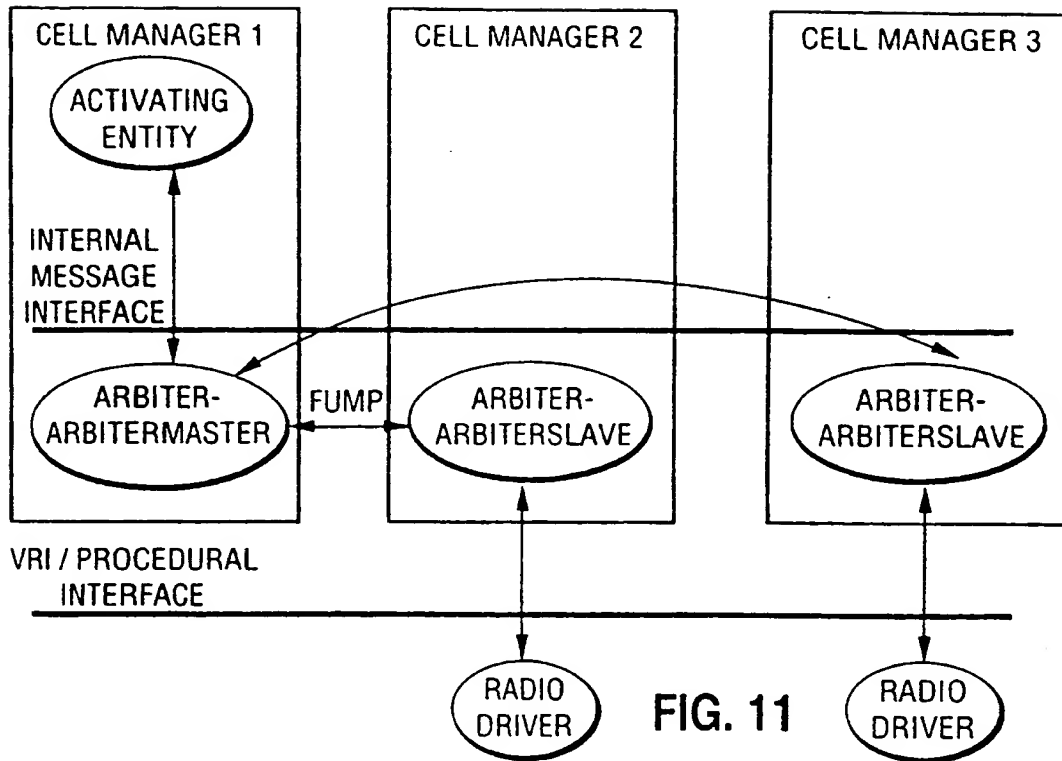 CELL MANAGER 1
ACTIVATING
ENTITY
INTERNAL
MESSAGE
INTERFACE
ARBITER-
ARBITERMASTER
FUMP
CELL MANAGER 2
ARBITER-
ARBITERSLAVE
CELL MANAGER 3
ARBITER-
ARBITERSLAVE
VRI / PROCEDURAL
INTERFACE
RADIO
DRIVER
FIG. 11
RADIO
DRIVER